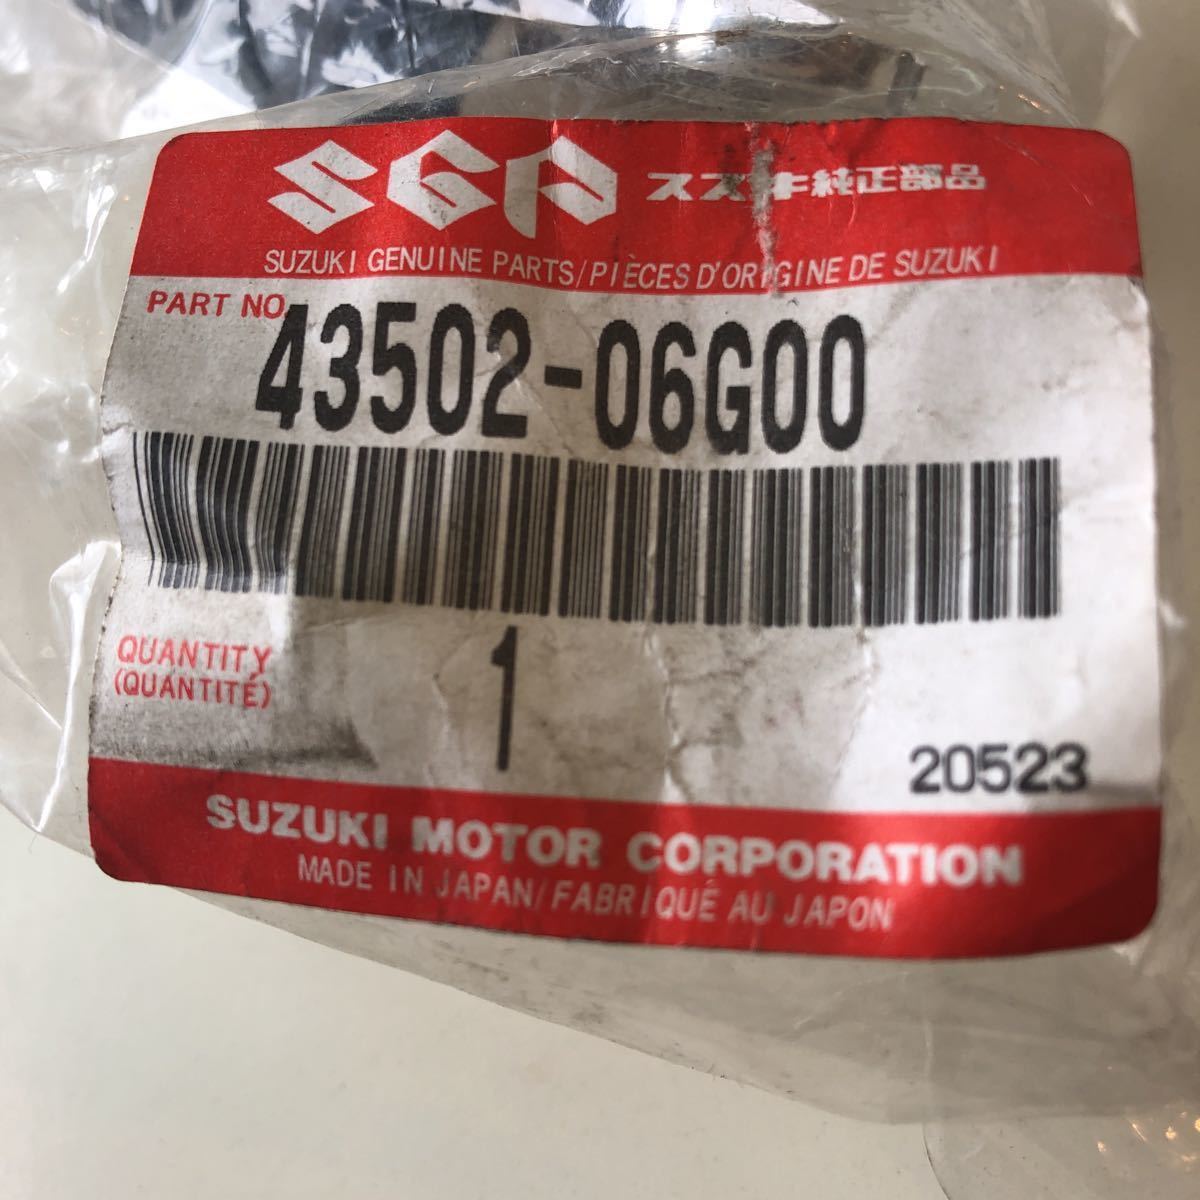 SGP スズキ純正部品
SUZUKI GENUINE PARTS/PIÈCES D'ORIGINE DE SUZUKI
PART NO.
43502-06G00
QUANTITY
(QUANTITÉ)
1
20523
SUZUKI MOTOR CORPORATION
MADE IN JAPAN/FABRIQUÉ AU JAPON